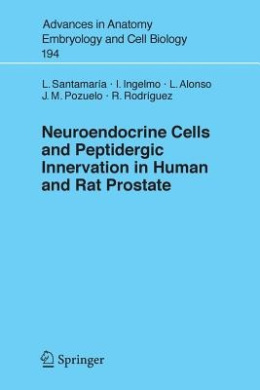 Advances in Anatomy
Embryology and Cell Biology
194
L. Santamaría · I. Ingelmo · L. Alonso
J. M. Pozuelo · R. Rodríguez
Neuroendocrine Cells
and Peptidergic
Innervation in Human
and Rat Prostate
Springer